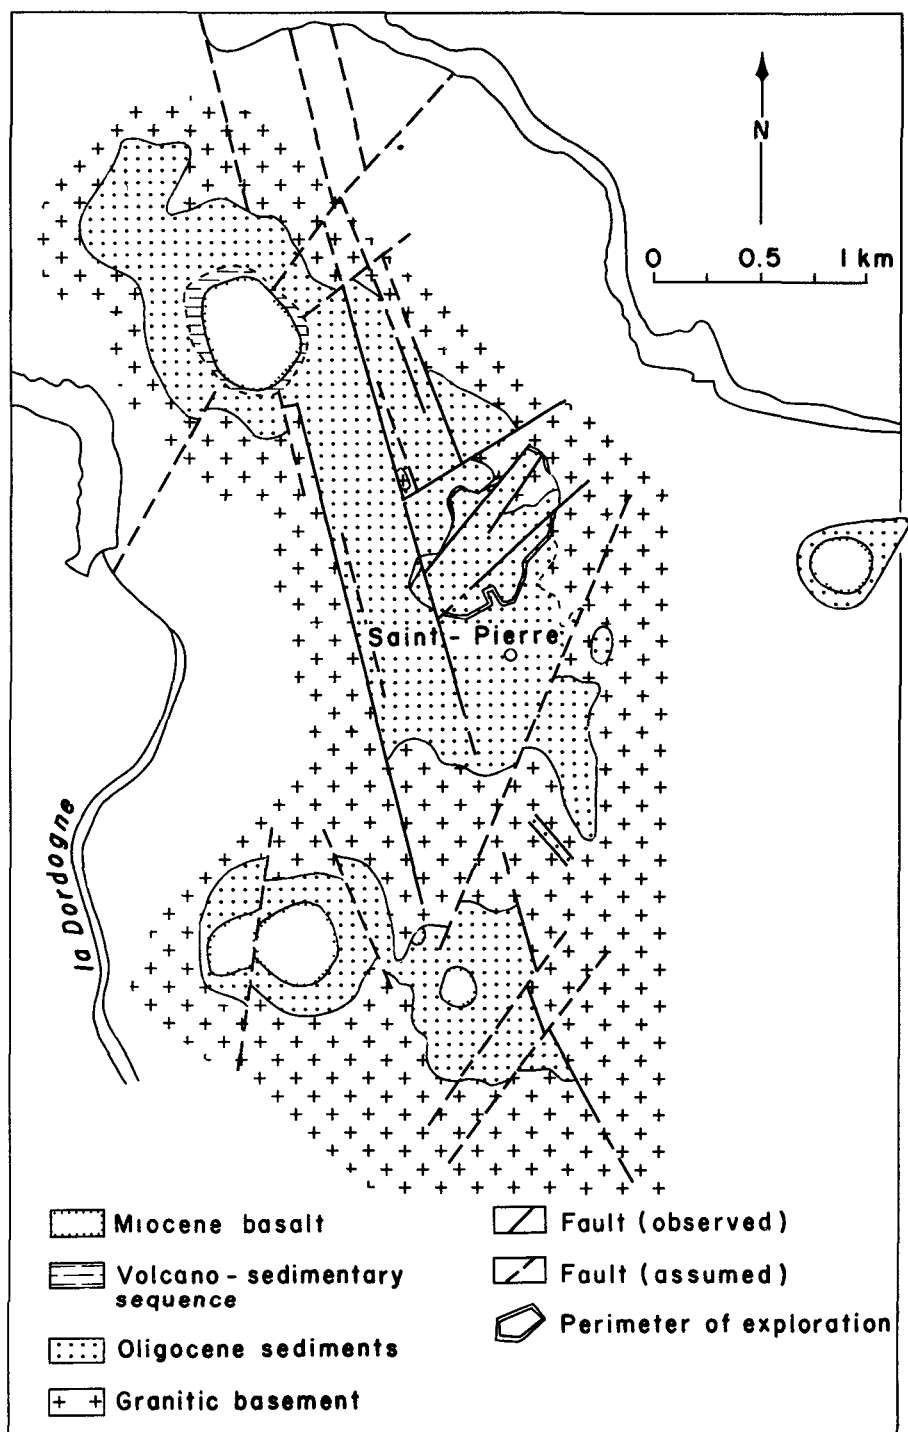 N
0 0.5 1 km
Saint - Pierre
la Dordogne
Miocene basalt
Volcano - sedimentary
sequence
Oligocene sediments
Granitic basement
Fault (observed)
Fault (assumed)
Perimeter of exploration